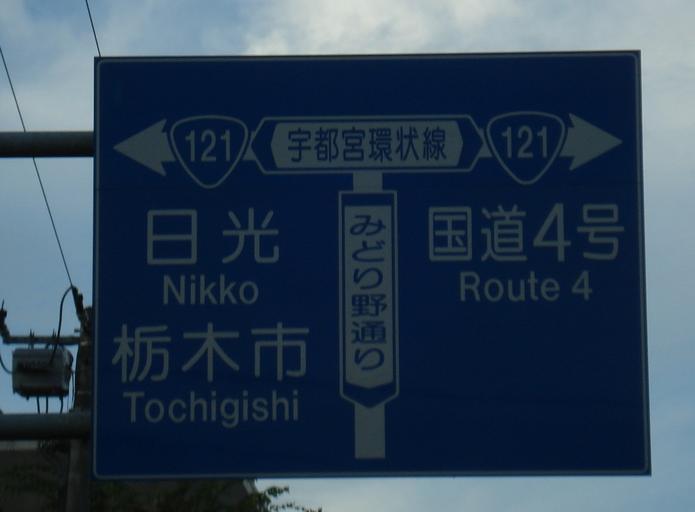 121 宇都宮環状線 121
日光
Nikko
栃木市
Tochigishi
みどり野通り
国道4号
Route 4